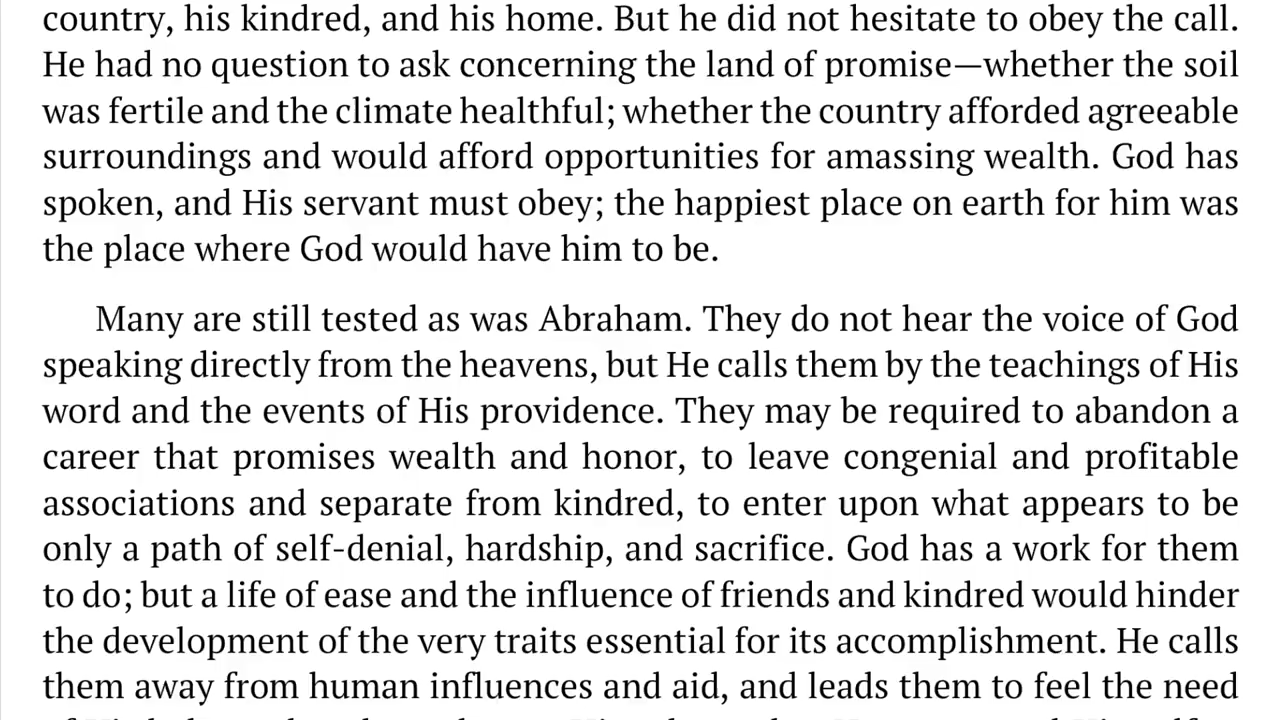 country, his kindred, and his home. But he did not hesitate to obey the call.
He had no question to ask concerning the land of promise—whether the soil
was fertile and the climate healthful; whether the country afforded agreeable
surroundings and would afford opportunities for amassing wealth. God has
spoken, and His servant must obey; the happiest place on earth for him was
the place where God would have him to be.
Many are still tested as was Abraham. They do not hear the voice of God
speaking directly from the heavens, but He calls them by the teachings of His
word and the events of His providence. They may be required to abandon a
career that promises wealth and honor, to leave congenial and profitable
associations and separate from kindred, to enter upon what appears to be
only a path of self-denial, hardship, and sacrifice. God has a work for them
to do; but a life of ease and the influence of friends and kindred would hinder
the development of the very traits essential for its accomplishment. He calls
them away from human influences and aid, and leads them to feel the need